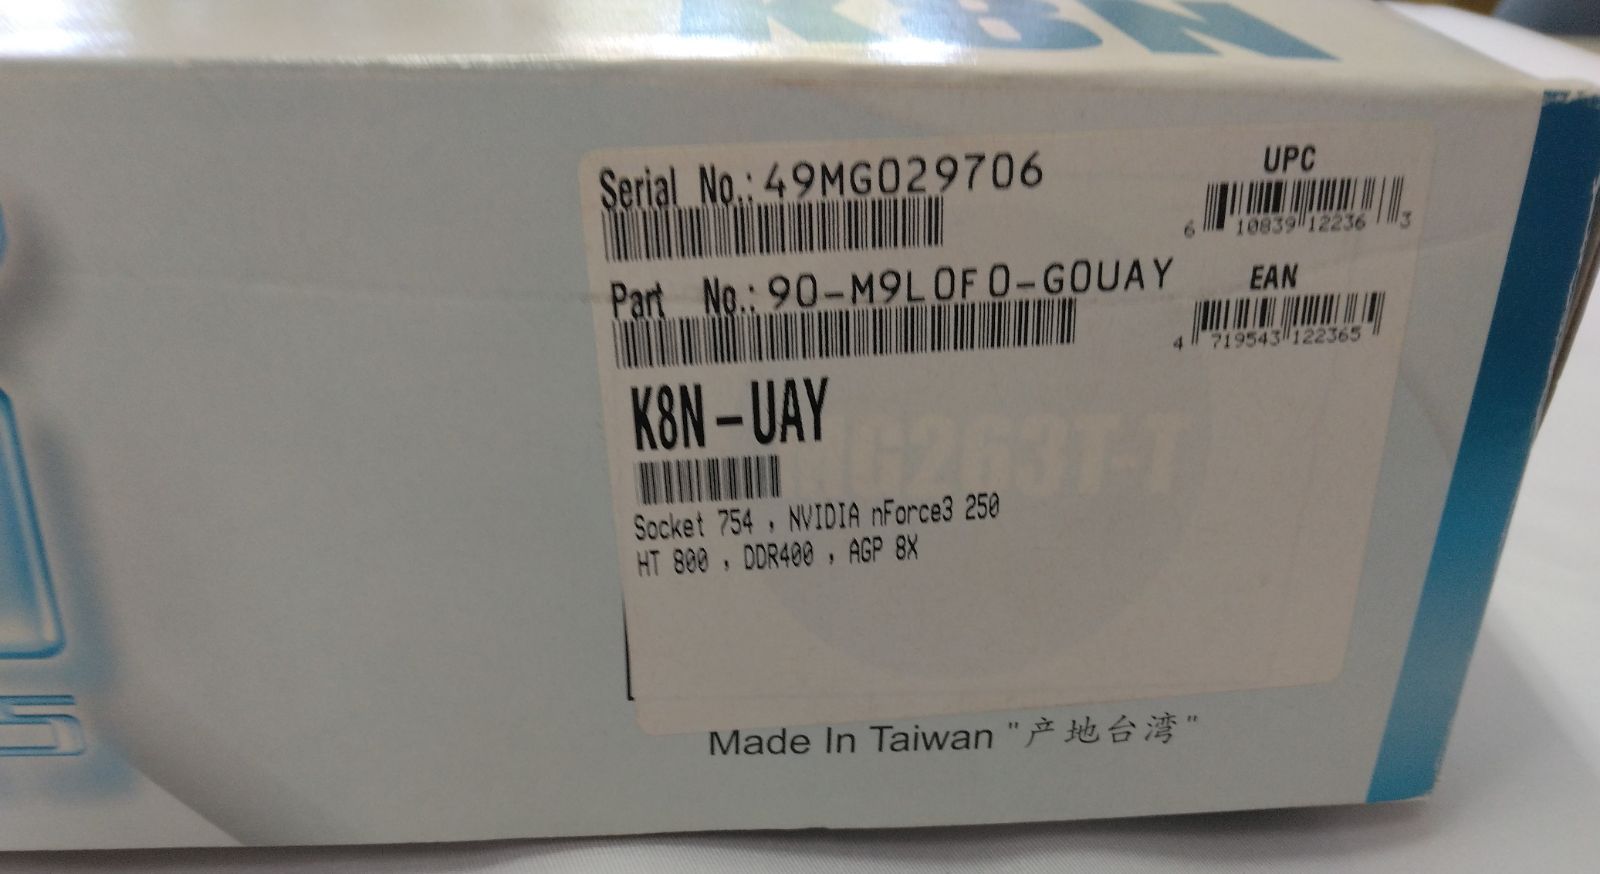 K8N
Serial No.: 49MG029706
UPC
6 10839 12236 3
Part No.: 90-M9L0F0-G0UAY
EAN
4 719543 122365
K8N-UAY
MG263T-T
Socket 754 , NVIDIA nForce3 250
HT 800 , DDR400 , AGP 8X
Made In Taiwan "产地台湾"